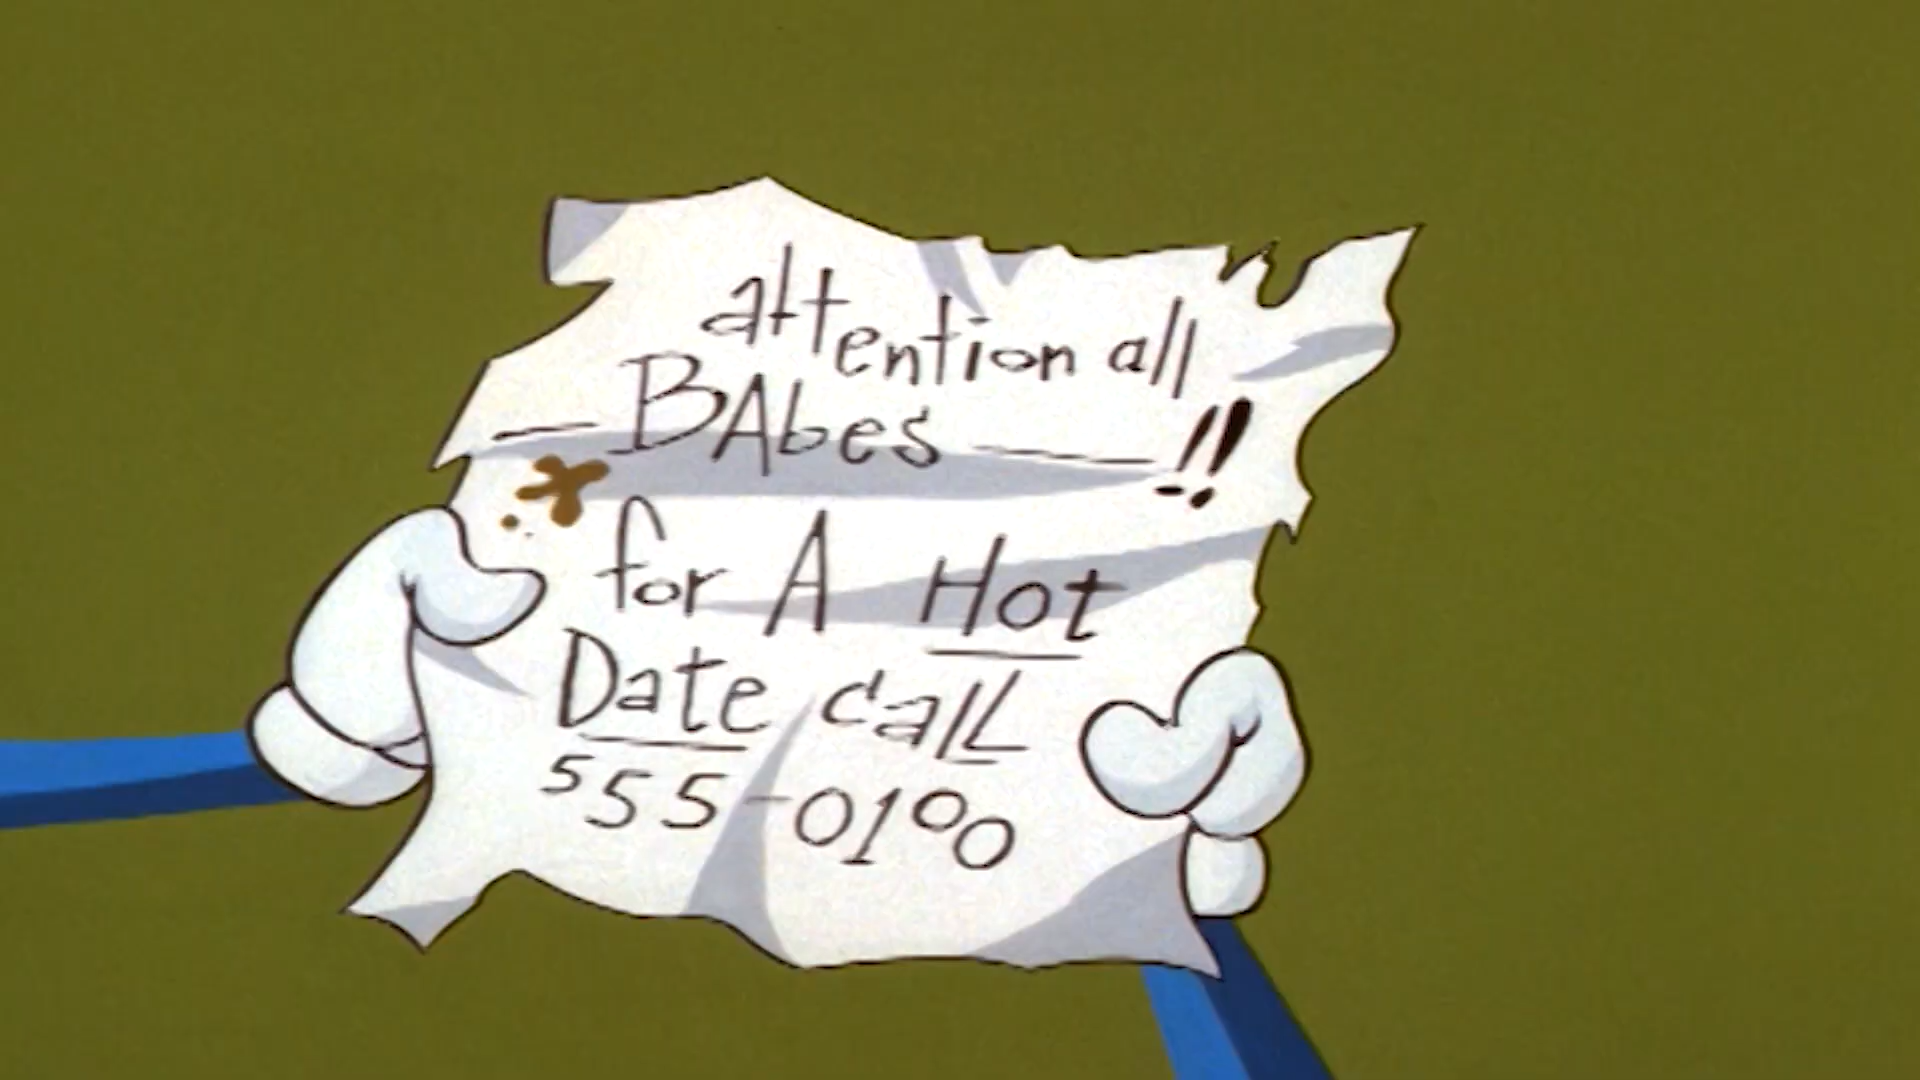 attention all
— BAbes — !!
for A Hot
Date call
555-0100